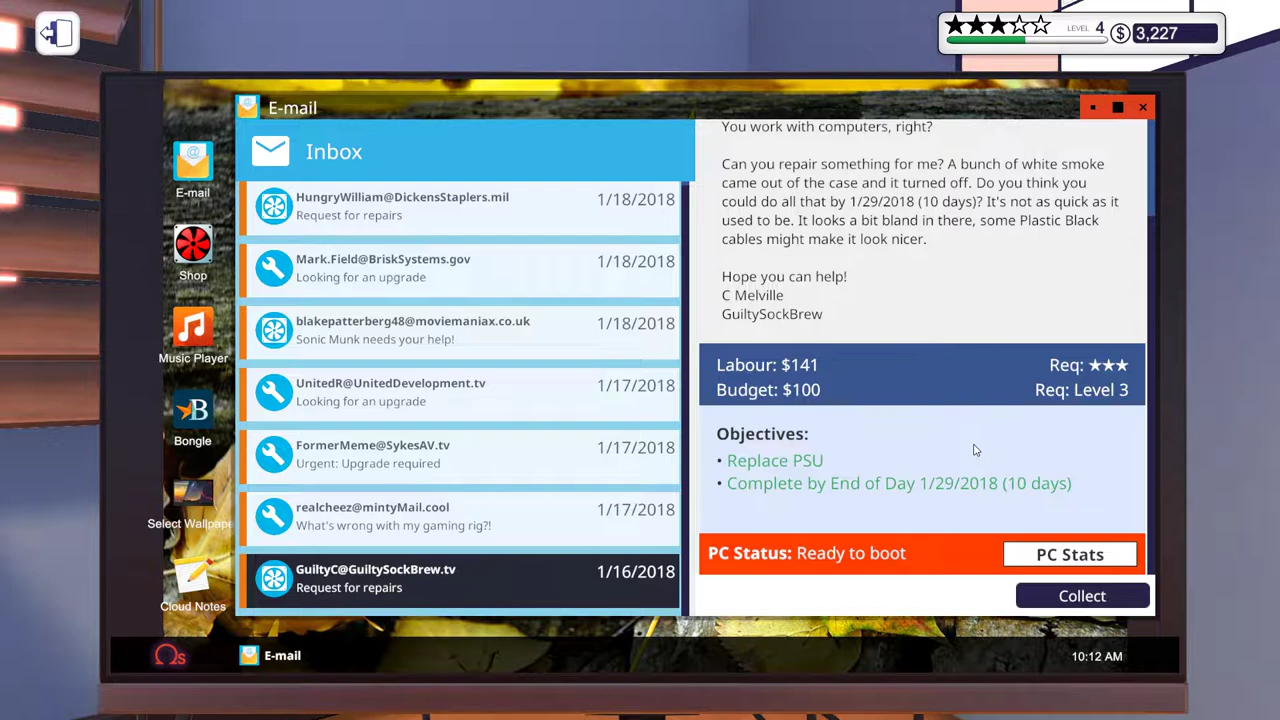 LEVEL 4 $ 3,227
E-mail
Inbox
HungryWilliam@DickensStaplers.mil 1/18/2018
Request for repairs
Mark.Field@BriskSystems.gov 1/18/2018
Looking for an upgrade
blakepatterberg48@moviemaniax.co.uk 1/18/2018
Sonic Munk needs your help!
UnitedR@UnitedDevelopment.tv 1/17/2018
Looking for an upgrade
FormerMeme@SykesAV.tv 1/17/2018
Urgent: Upgrade required
realcheez@mintyMail.cool 1/17/2018
What's wrong with my gaming rig?!
GuiltyC@GuiltySockBrew.tv 1/16/2018
Request for repairs
You work with computers, right?
Can you repair something for me? A bunch of white smoke
came out of the case and it turned off. Do you think you
could do all that by 1/29/2018 (10 days)? It's not as quick as it
used to be. It looks a bit bland in there, some Plastic Black
cables might make it look nicer.
Hope you can help!
C Melville
GuiltySockBrew
Labour: $141 Req: ★★★
Budget: $100 Req: Level 3
Objectives:
• Replace PSU
• Complete by End of Day 1/29/2018 (10 days)
PC Status: Ready to boot PC Stats
Collect
E-mail
Shop
Music Player
B
Bongle
Select Wallpape
Cloud Notes
Ωs E-mail 10:12 AM